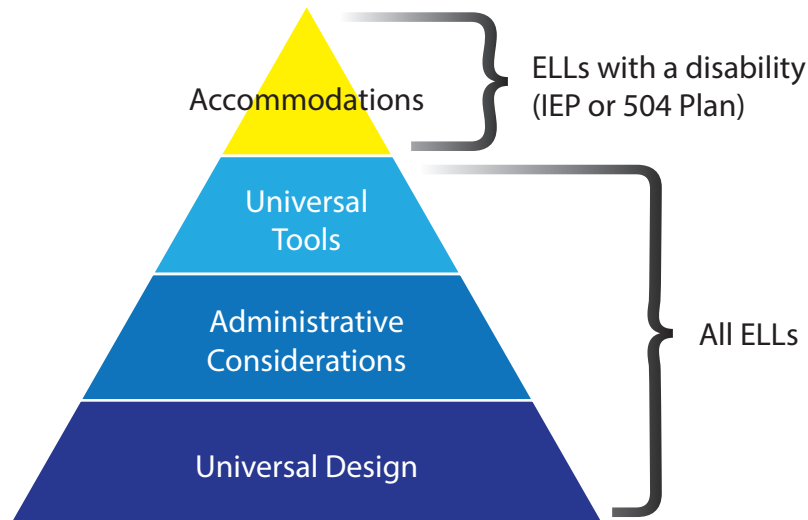 Accommodations
ELLs with a disability
(IEP or 504 Plan)
Universal
Tools
Administrative
Considerations
All ELLs
Universal Design